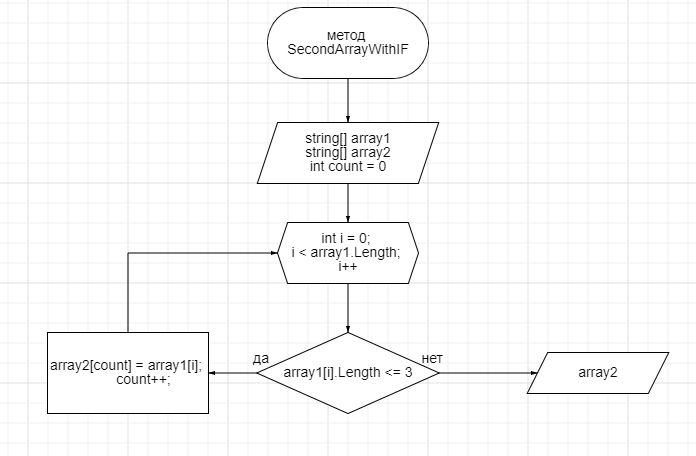 метод
SecondArrayWithIF
string[] array1
string[] array2
int count = 0
int i = 0;
i < array1.Length;
i++
да
нет
array2[count] = array1[i];
count++;
array1[i].Length <= 3
array2